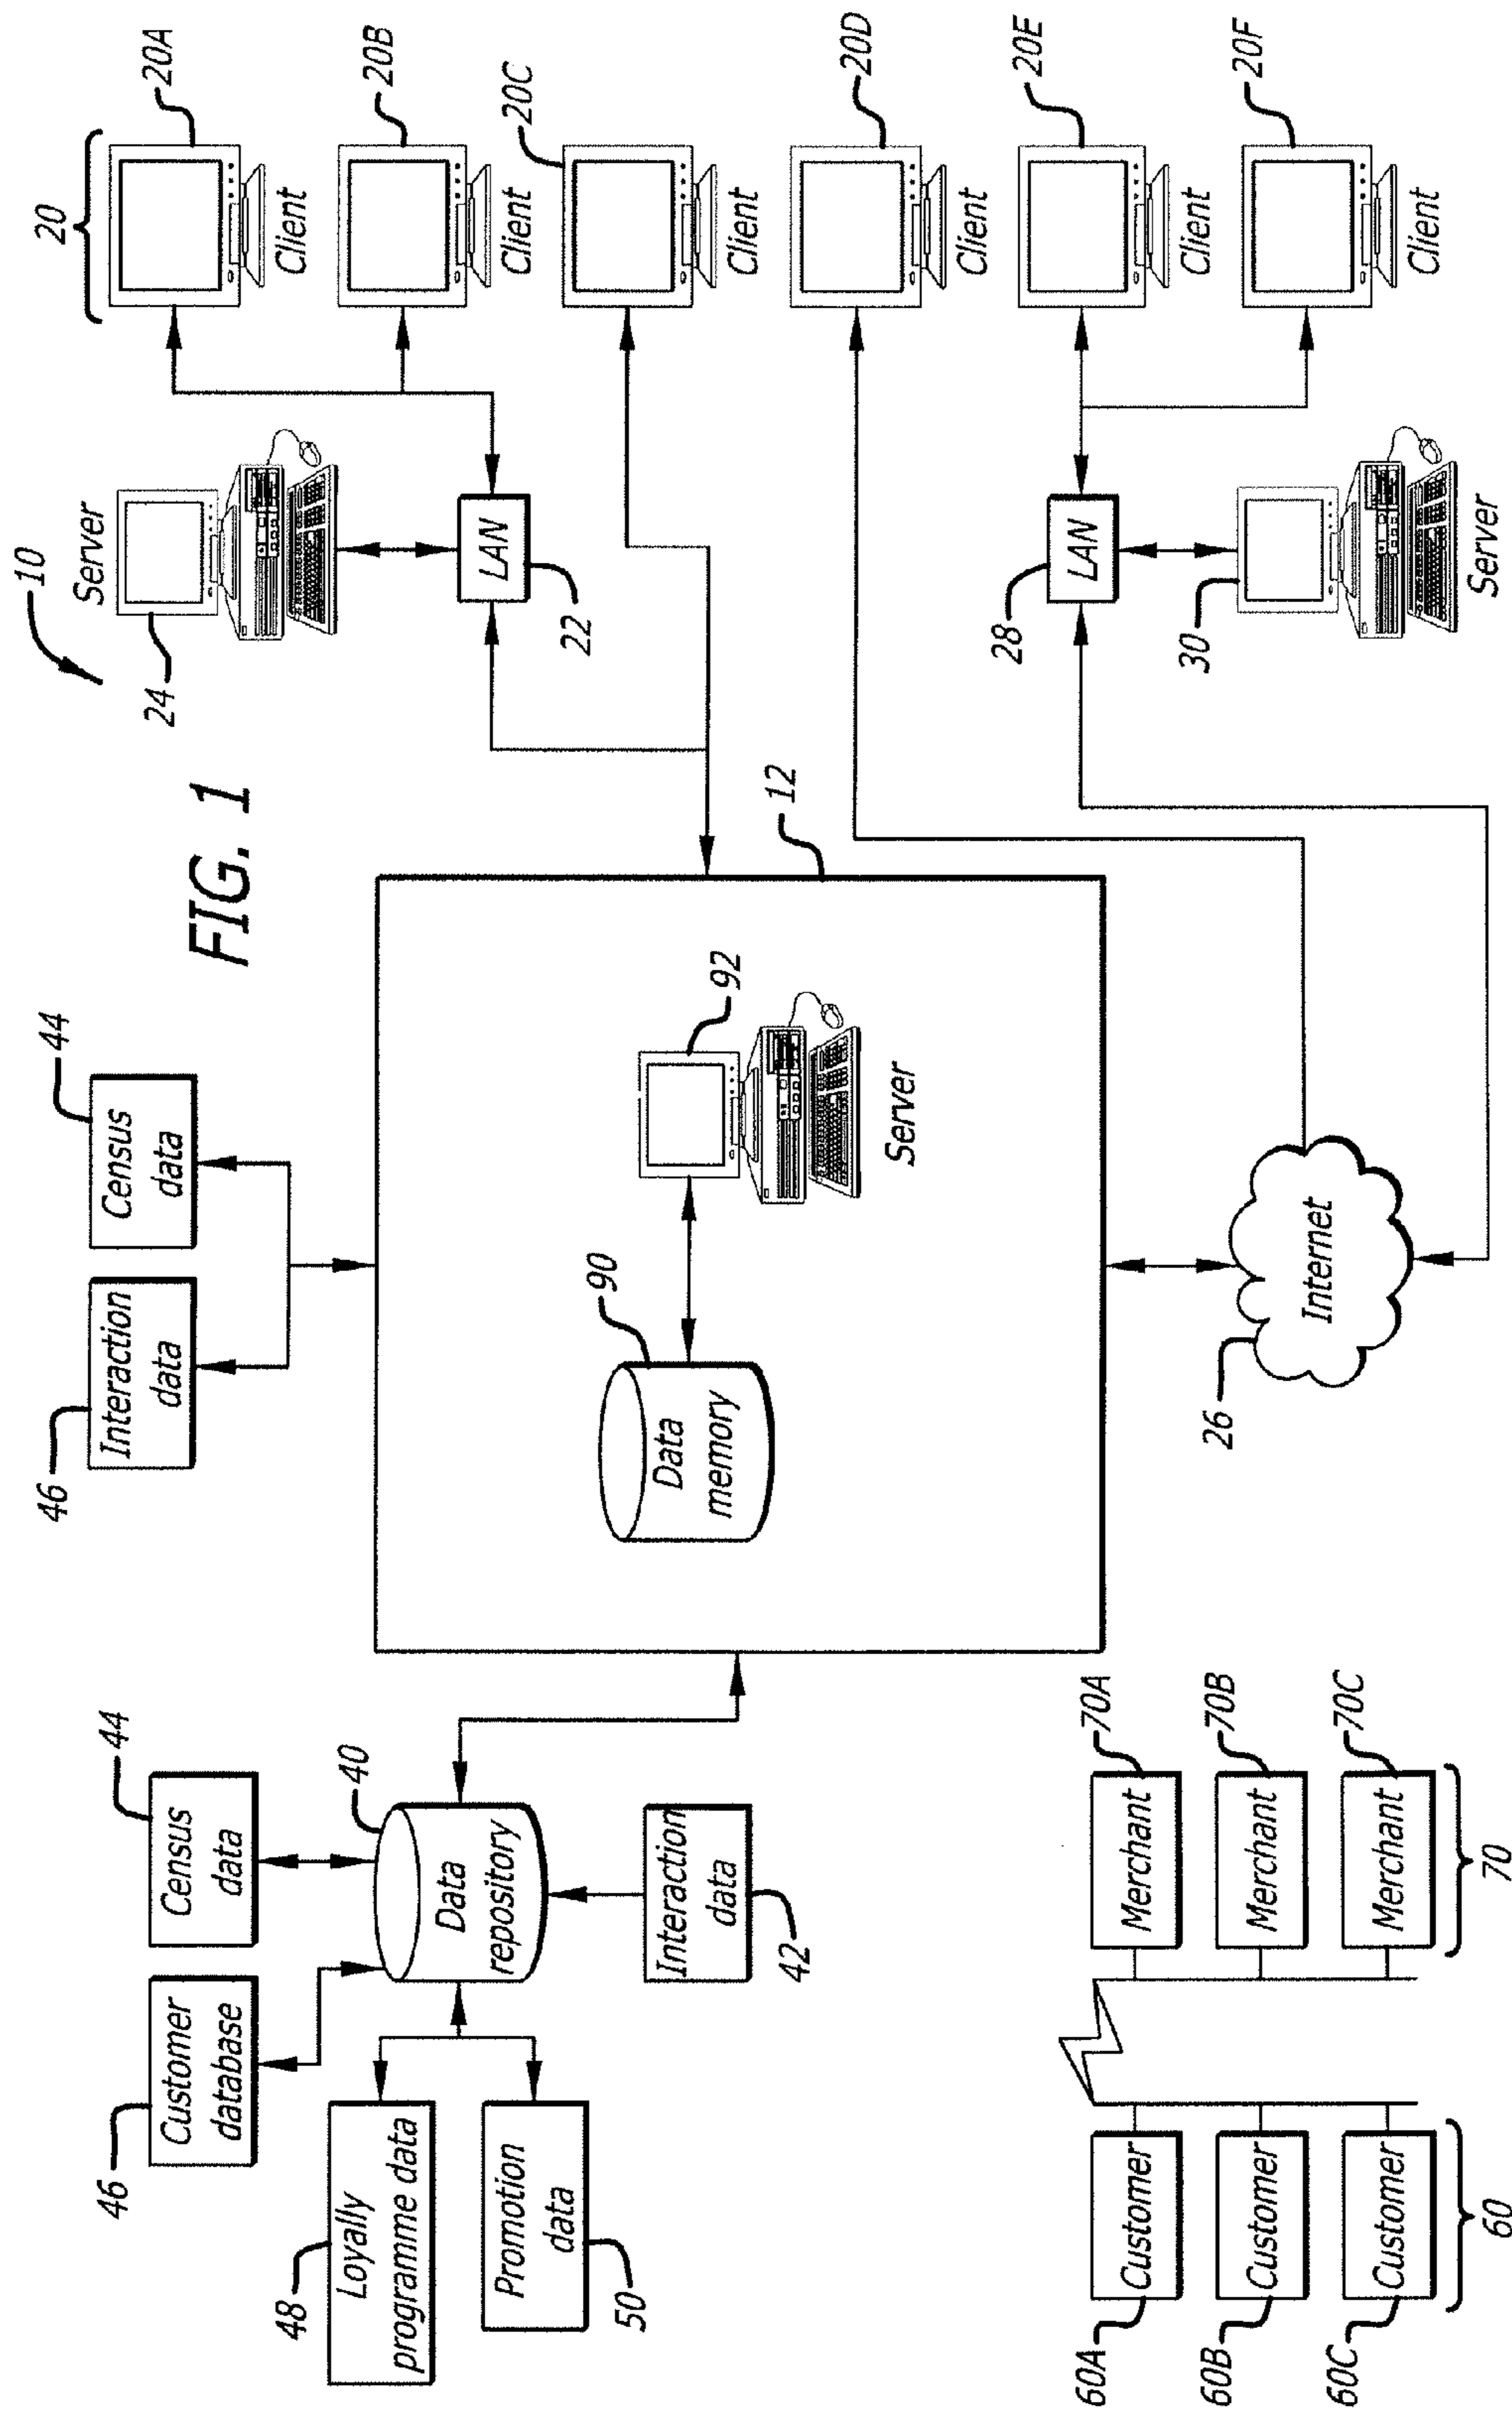 FIG. 1
10
20
Server
24
LAN
22
20A
Client
20B
Client
20C
Client
20D
Client
20E
Client
20F
Client
LAN
28
30
Server
12
44
Census
data
46
Interaction
data
90
Data
memory
92
Server
26
Internet
44
Census
data
46
Customer
database
40
Data
repository
48
Loyally
programme data
Promotion
data
50
Interaction
data
42
60A
Customer
60B
Customer
60C
Customer
60
Merchant
70A
Merchant
70B
Merchant
70C
70